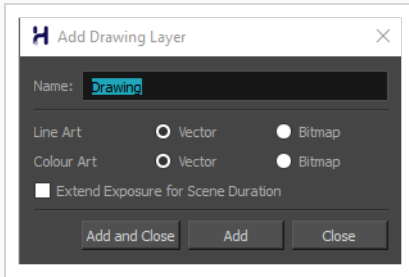 Add Drawing Layer
Name: Drawing
Line Art Vector Bitmap
Colour Art Vector Bitmap
Extend Exposure for Scene Duration
Add and Close Add Close